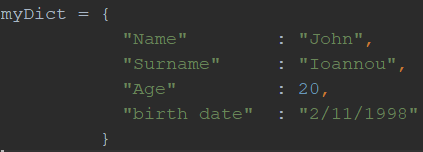 myDict = {
"Name" : "John",
"Surname" : "Ioannou",
"Age" : 20,
"birth date" : "2/11/1998"
}